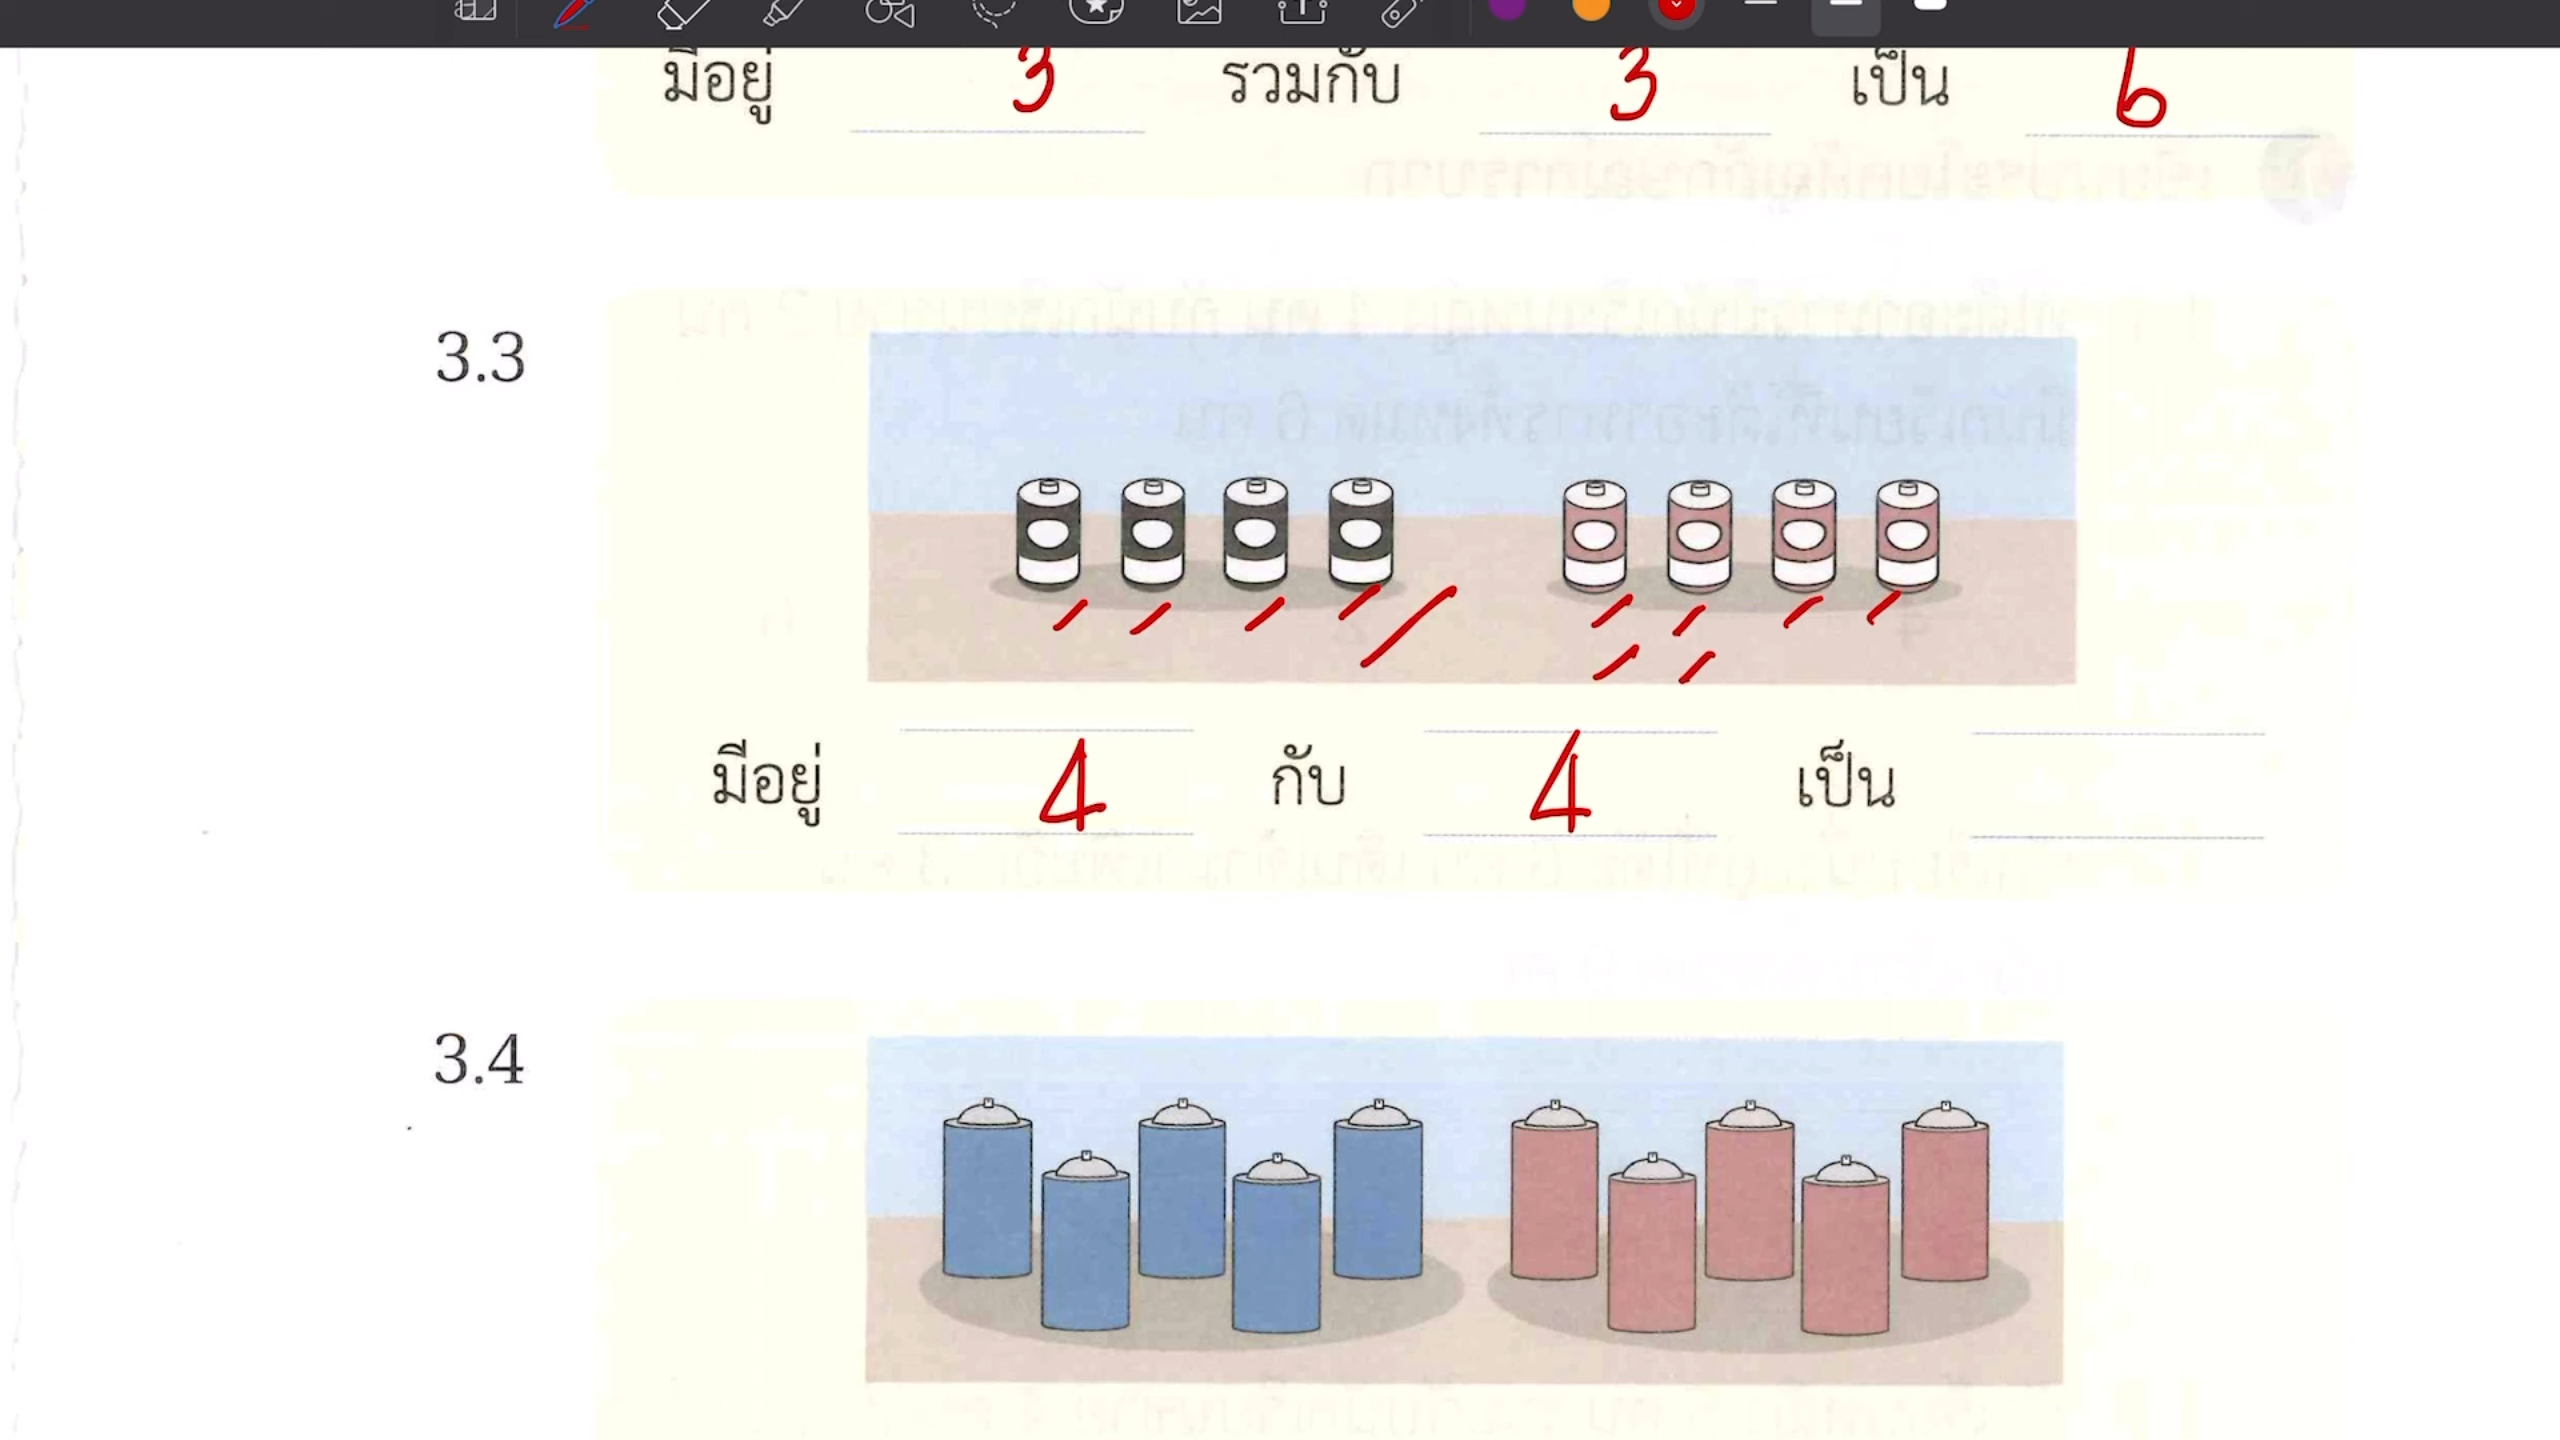 มีอยู่ 3 รวมกับ 3 เป็น 6
3.3
มีอยู่ 4 กับ 4 เป็น
3.4